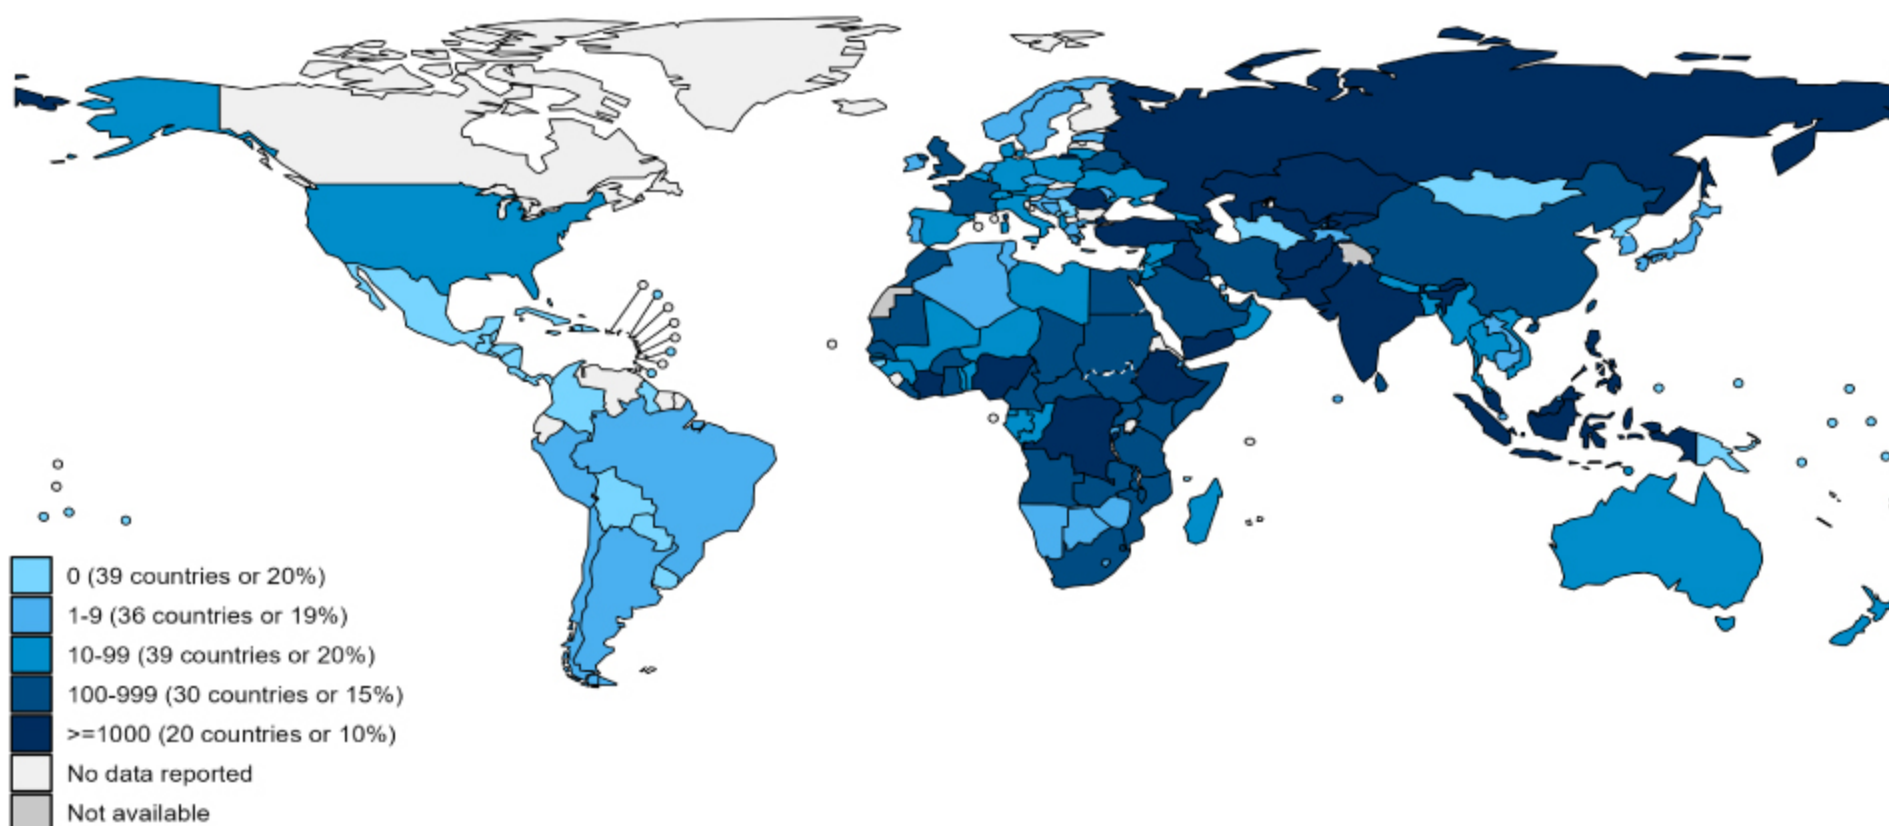 0 (39 countries or 20%)
1-9 (36 countries or 19%)
10-99 (39 countries or 20%)
100-999 (30 countries or 15%)
>=1000 (20 countries or 10%)
No data reported
Not available